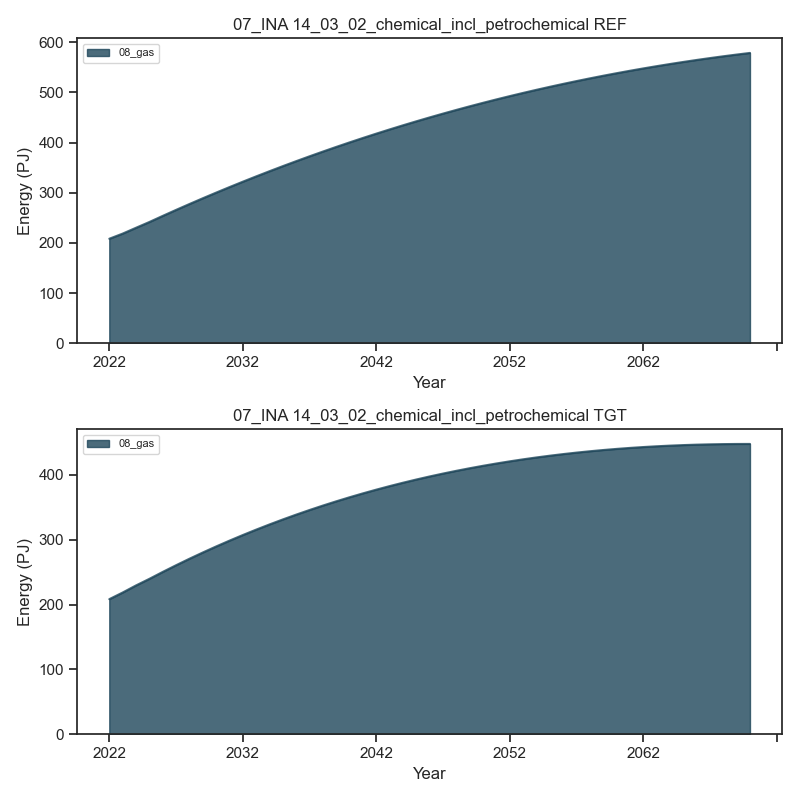 07_INA 14_03_02_chemical_incl_petrochemical REF
08_gas
600
500
400
300
200
100
0
Energy (PJ)
2022 2032 2042 2052 2062
Year
07_INA 14_03_02_chemical_incl_petrochemical TGT
08_gas
400
300
200
100
0
Energy (PJ)
2022 2032 2042 2052 2062
Year